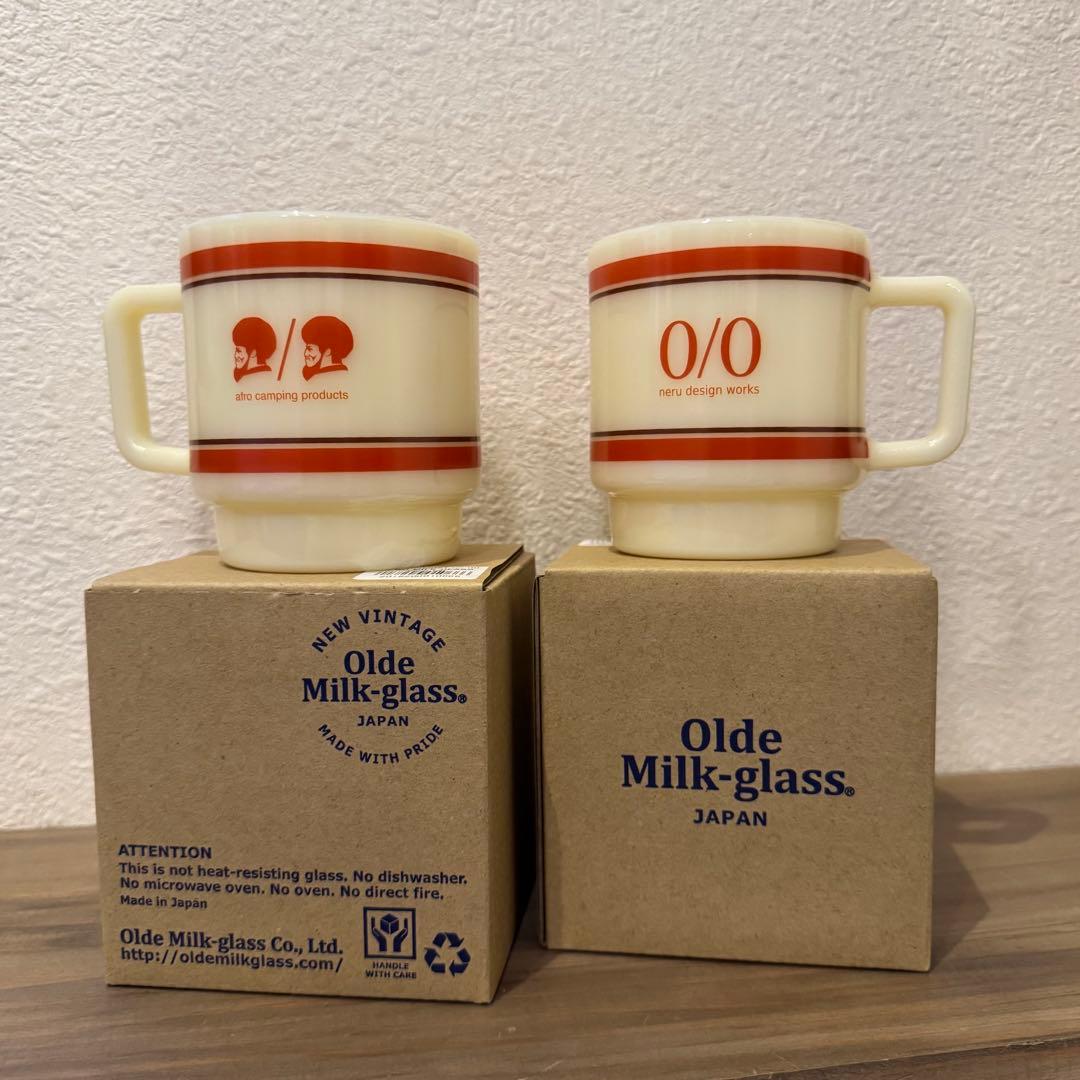 afro camping products
0/0
neru design works
NEW VINTAGE
Olde
Milk-glass®
JAPAN
MADE WITH PRIDE
ATTENTION
This is not heat-resisting glass. No dishwasher.
No microwave oven. No oven. No direct fire.
Made in Japan
Olde Milk-glass Co., Ltd.
http://oldemilkglass.com/
HANDLE
WITH CARE
Olde
Milk-glass®
JAPAN